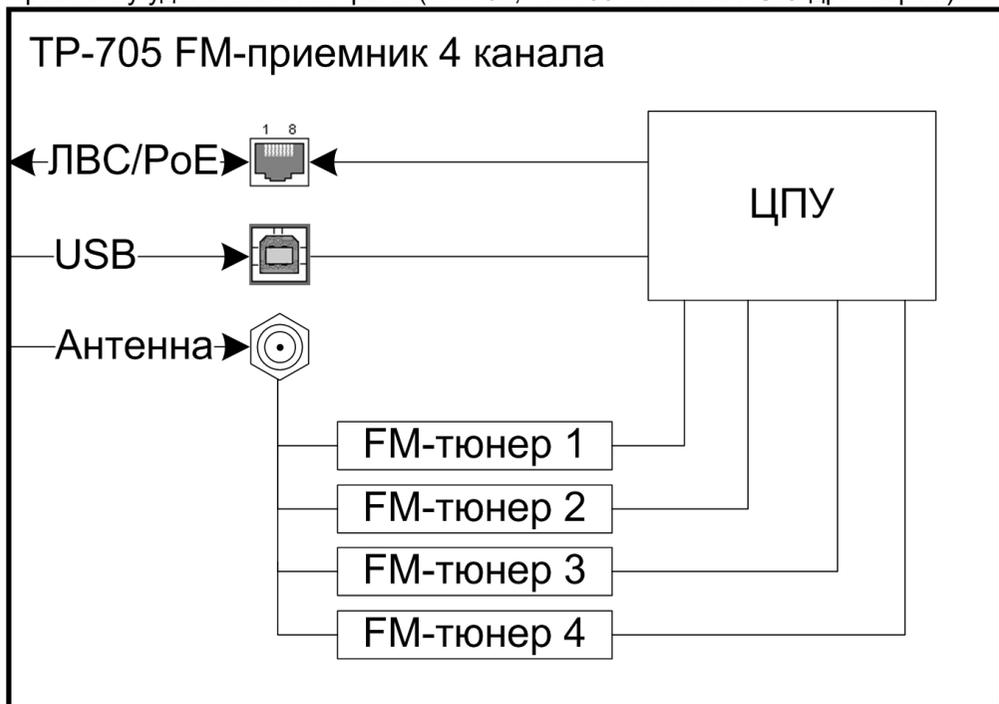 ТР-705 FM-приемник 4 канала
1 8
ЛВС/PoE
ЦПУ
USB
Антенна
FM-тюнер 1
FM-тюнер 2
FM-тюнер 3
FM-тюнер 4